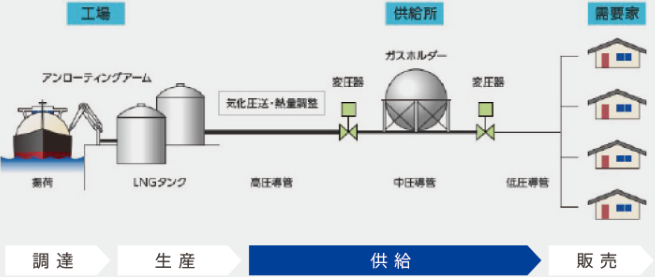 工場
供給所
需要家
ガスホルダー
アンローティングアーム
変圧器
変圧器
気化圧送・熱量調整
揚荷
LNGタンク
高圧導管
中圧導管
低圧導管
調達
生産
供給
販売